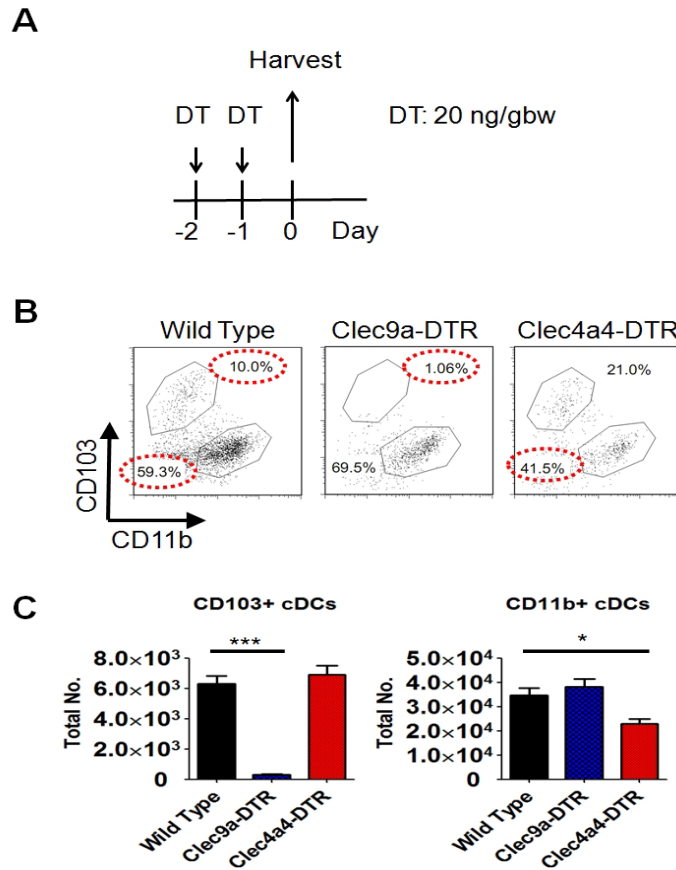 A
Harvest
DT DT DT: 20 ng/gbw
-2 -1 0 Day
B
Wild Type Clec9a-DTR Clec4a4-DTR
10.0% 1.06% 21.0%
59.3% 69.5% 41.5%
CD103
CD11b
C
CD103+ cDCs
***
Total No.
8.0×10³
6.0×10³
4.0×10³
2.0×10³
0
Wild Type
Clec9a-DTR
Clec4a4-DTR
CD11b+ cDCs
*
Total No.
5.0×10⁴
4.0×10⁴
3.0×10⁴
2.0×10⁴
1.0×10⁴
0
Wild Type
Clec9a-DTR
Clec4a4-DTR